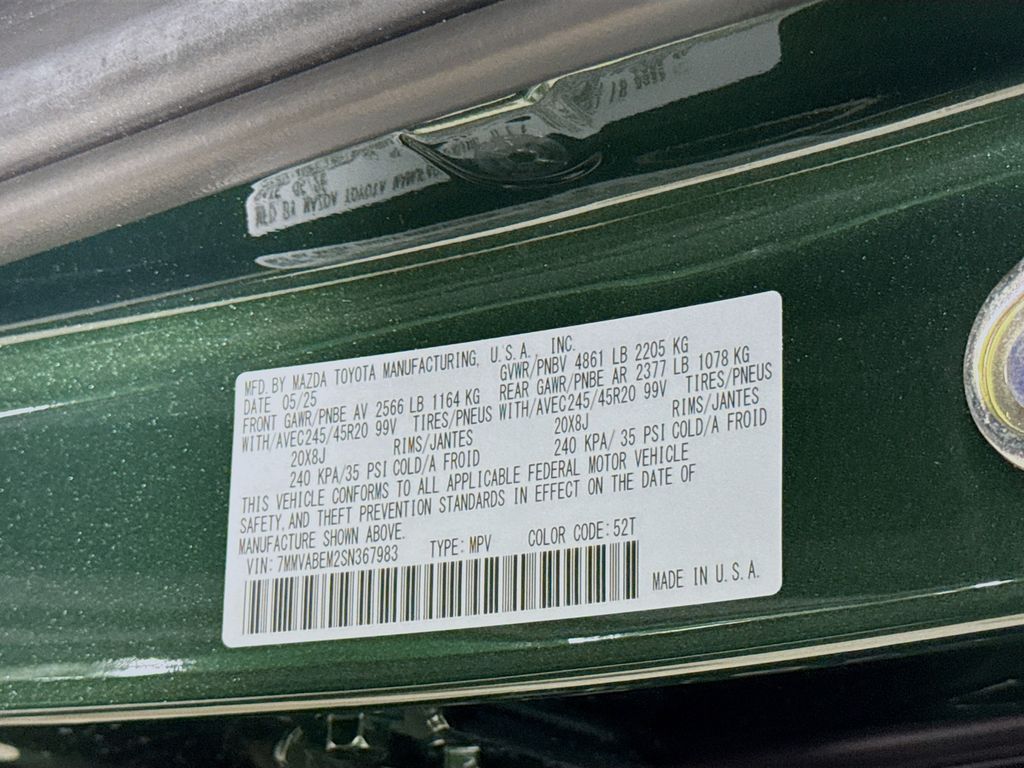 MFD. BY MAZDA TOYOTA MANUFACTURING, U.S.A., INC.
DATE 05/25 GVWR/PNBV 4861 LB 2205 KG
FRONT GAWR/PNBE AV 2566 LB 1164 KG REAR GAWR/PNBE AR 2377 LB 1078 KG
WITH/AVEC245/45R20 99V TIRES/PNEUS WITH/AVEC245/45R20 99V TIRES/PNEUS
20X8J RIMS/JANTES 20X8J RIMS/JANTES
240 KPA/35 PSI COLD/A FROID 240 KPA/ 35 PSI COLD/A FROID
THIS VEHICLE CONFORMS TO ALL APPLICABLE FEDERAL MOTOR VEHICLE
SAFETY, AND THEFT PREVENTION STANDARDS IN EFFECT ON THE DATE OF
MANUFACTURE SHOWN ABOVE.
VIN: 7MMVABEM2SN367983 TYPE: MPV COLOR CODE: 52T
MADE IN U.S.A.